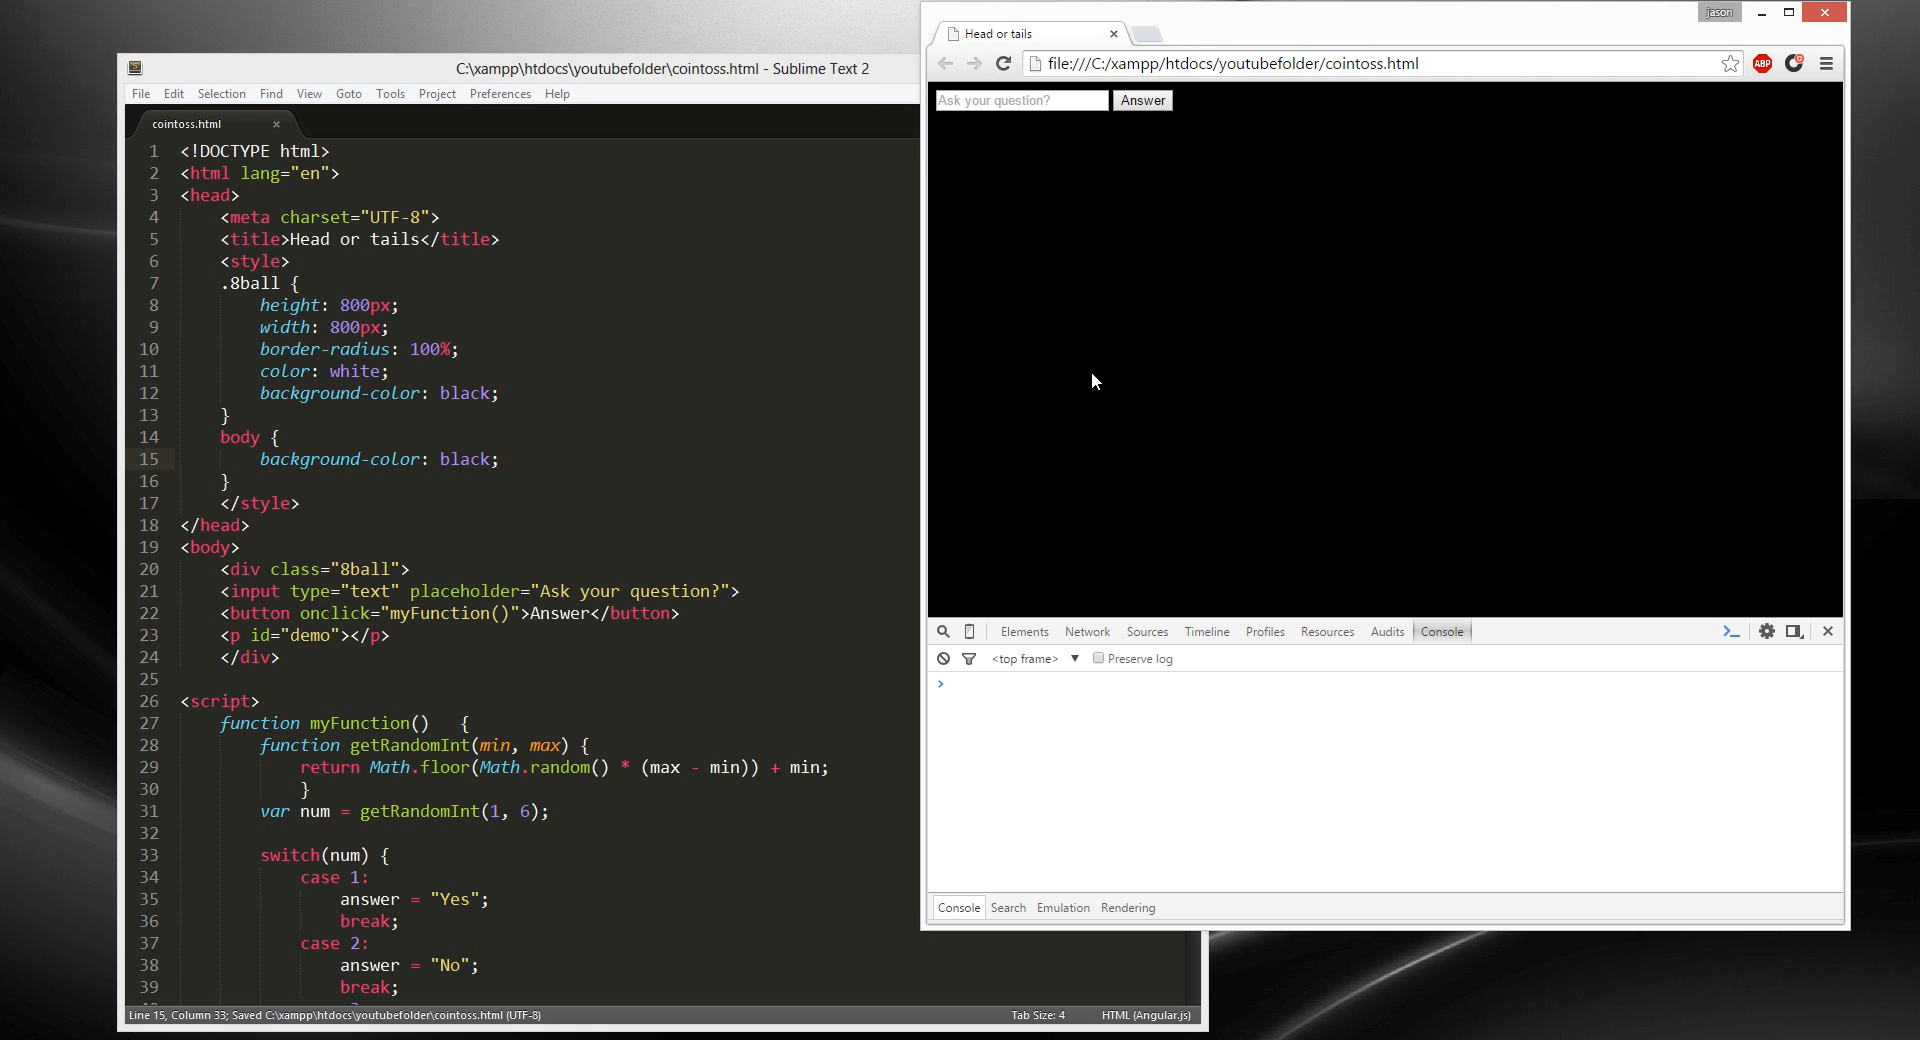 C:\xampp\htdocs\youtubefolder\cointoss.html - Sublime Text 2
File Edit Selection Find View Goto Tools Project Preferences Help
cointoss.html
1 <!DOCTYPE html>
2 <html lang="en">
3 <head>
4 <meta charset="UTF-8">
5 <title>Head or tails</title>
6 <style>
7 .8ball {
8 height: 800px;
9 width: 800px;
10 border-radius: 100%;
11 color: white;
12 background-color: black;
13 }
14 body {
15 background-color: black;
16 }
17 </style>
18 </head>
19 <body>
20 <div class="8ball">
21 <input type="text" placeholder="Ask your question?">
22 <button onclick="myFunction()">Answer</button>
23 <p id="demo"></p>
24 </div>
25
26 <script>
27 function myFunction() {
28 function getRandomInt(min, max) {
29 return Math.floor(Math.random() * (max - min)) + min;
30 }
31 var num = getRandomInt(1, 6);
32
33 switch(num) {
34 case 1:
35 answer = "Yes";
36 break;
37 case 2:
38 answer = "No";
39 break;
Line 15, Column 33; Saved C:\xampp\htdocs\youtubefolder\cointoss.html (UTF-8) Tab Size: 4 HTML (Angular.js)
jason
Head or tails
file:///C:/xampp/htdocs/youtubefolder/cointoss.html ABP
Ask your question? Answer
Elements Network Sources Timeline Profiles Resources Audits Console
<top frame> Preserve log
Console Search Emulation Rendering